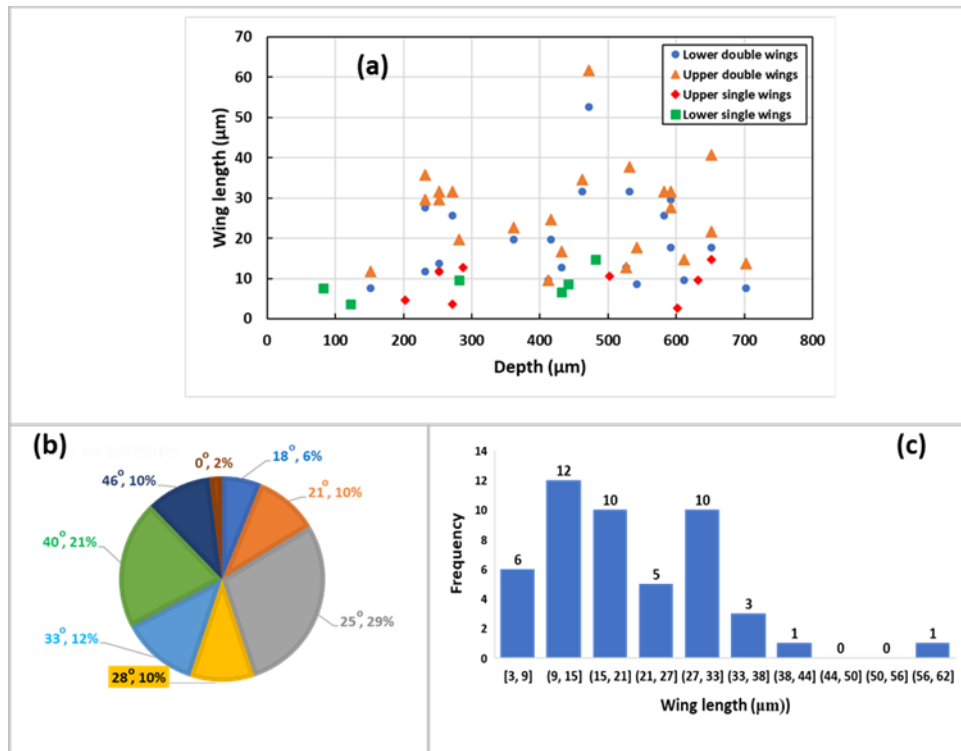 (a)
Wing length (µm)
70
60
50
40
30
20
10
0
0 100 200 300 400 500 600 700 800
Depth (µm)
Lower double wings
Upper double wings
Upper single wings
Lower single wings
(b)
0°, 2%
18°, 6%
21°, 10%
25°, 29%
28°, 10%
33°, 12%
40°, 21%
46°, 10%
(c)
Frequency
14
12
10
8
6
4
2
0
6 12 10 5 10 3 1 0 0 1
[3, 9] (9, 15] (15, 21] (21, 27] (27, 33] (33, 38] (38, 44] (44, 50] (50, 56] (56, 62]
Wing length (µm))